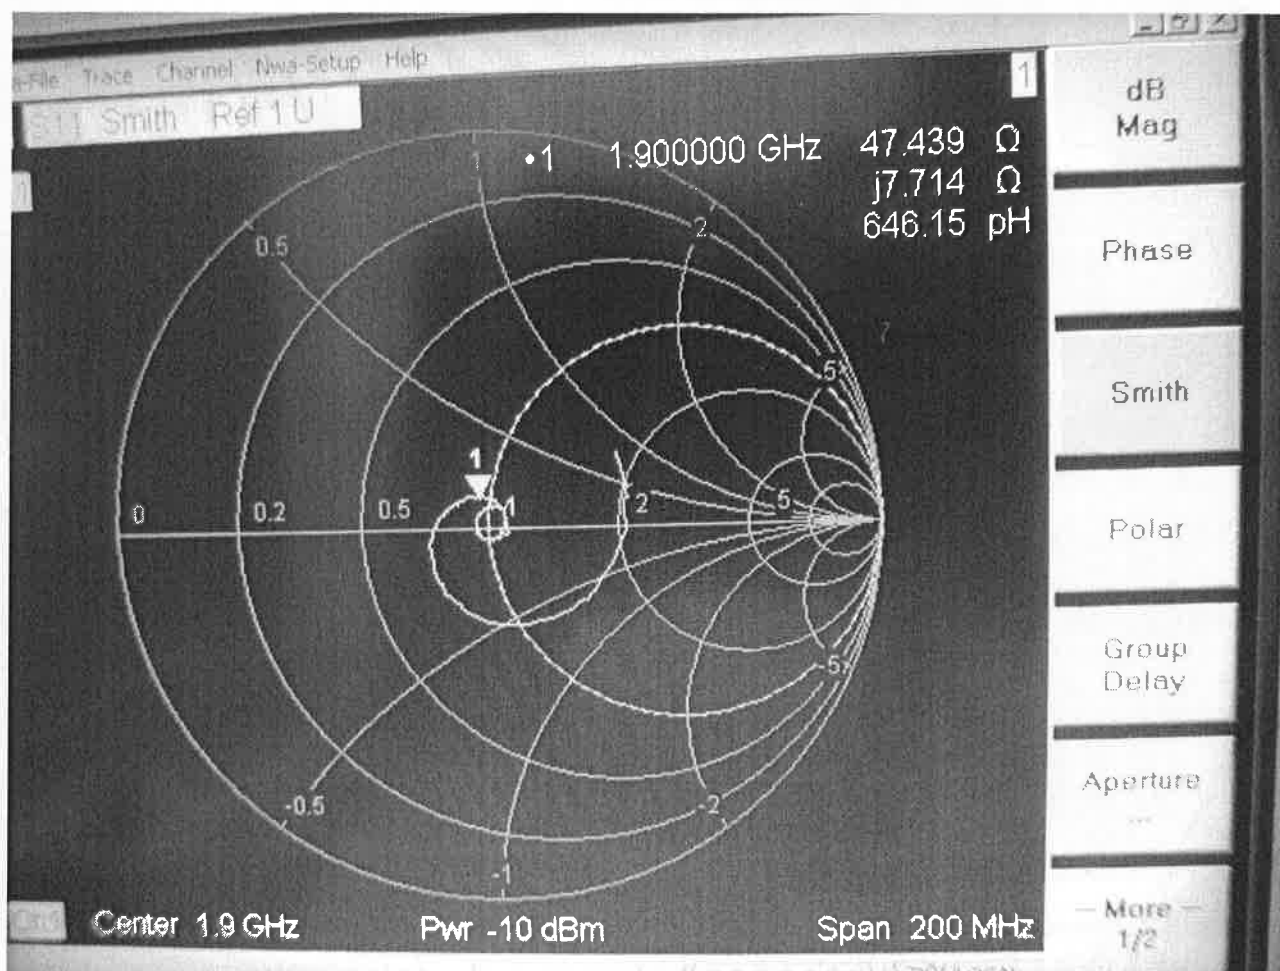 File Trace Channel Nwa-Setup Help
S11 Smith Ref 1 U
1
•1 1.900000 GHz 47.439 Ω
j7.714 Ω
646.15 pH
1
0.5
2
5
1
0 0.2 0.5 1 2 5
-5
-0.5
-2
-1
Center 1.9 GHz Pwr -10 dBm Span 200 MHz
dB
Mag
Phase
Smith
Polar
Group
Delay
Aperture
...
More
1/2